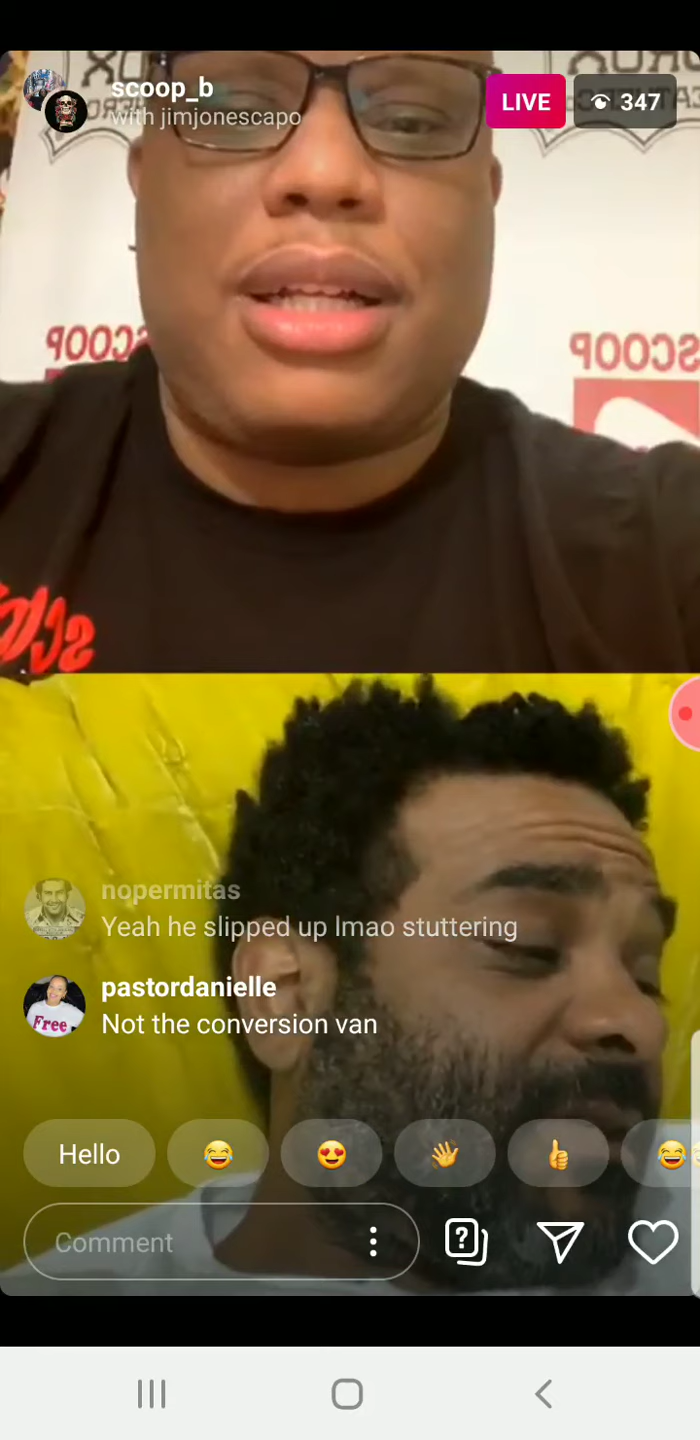 scoop_b
with jimjonescapo
LIVE
347
SCOOP
SCOOP
nopermitas
Yeah he slipped up lmao stuttering
pastordanielle
Free
Not the conversion van
Hello
Comment